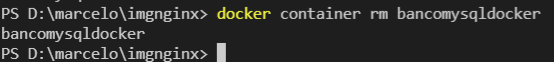 PS D:\marcelo\imgnginx> docker container rm bancomysqldocker
bancomysqldocker
PS D:\marcelo\imgnginx>